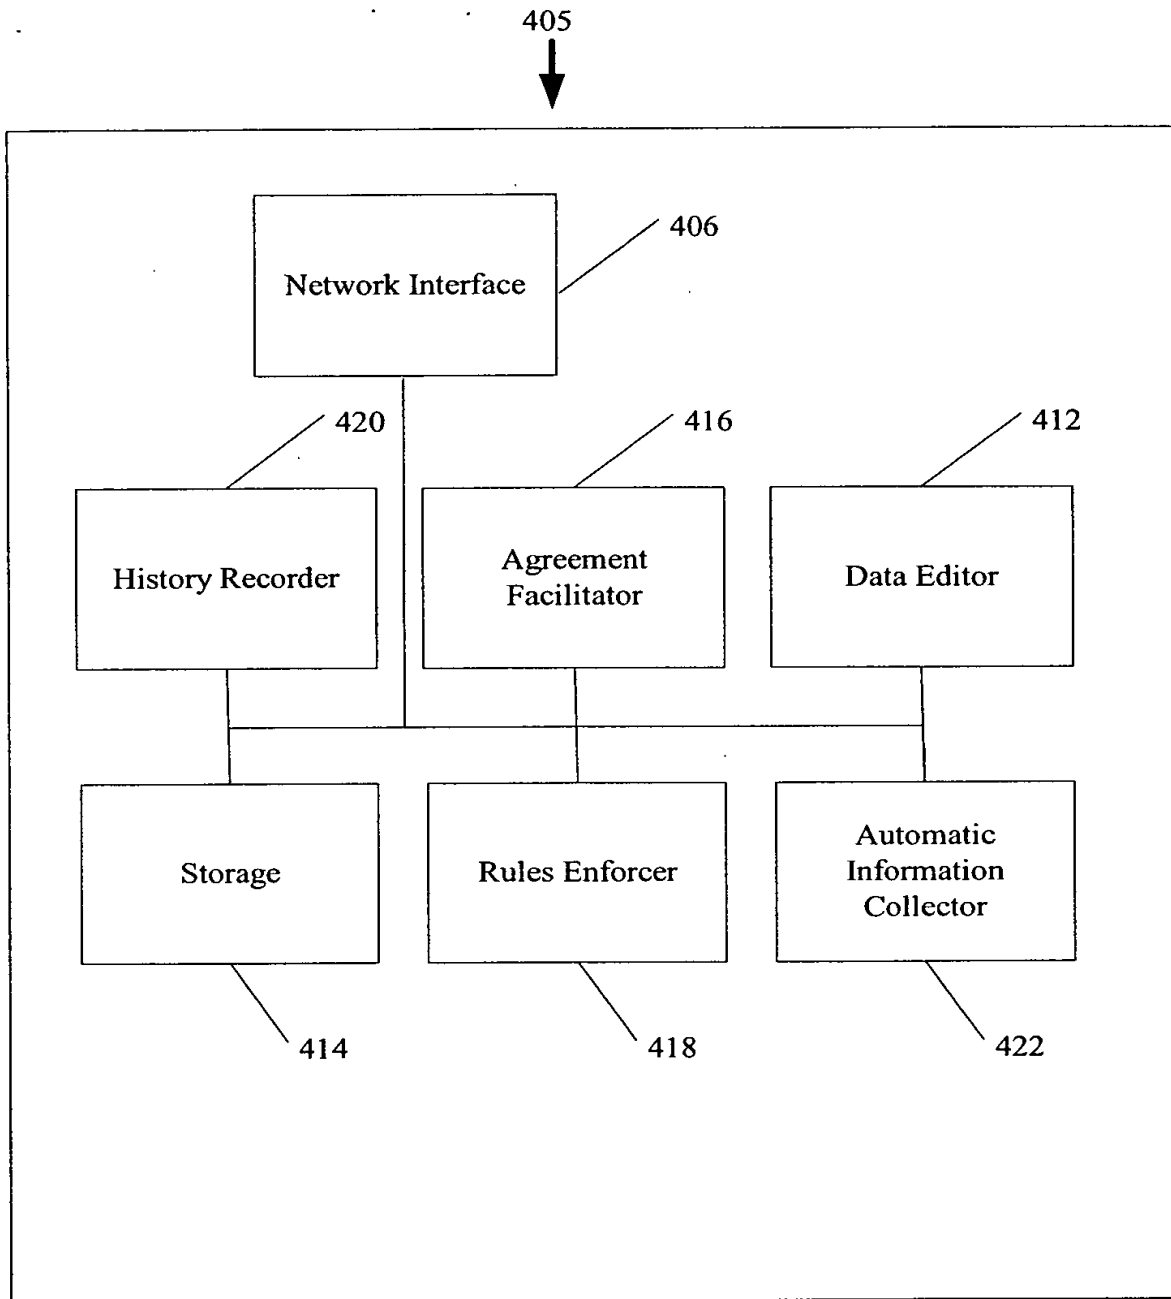 405
406
Network Interface
420
416
412
History Recorder
Agreement
Facilitator
Data Editor
Storage
Rules Enforcer
Automatic
Information
Collector
414
418
422